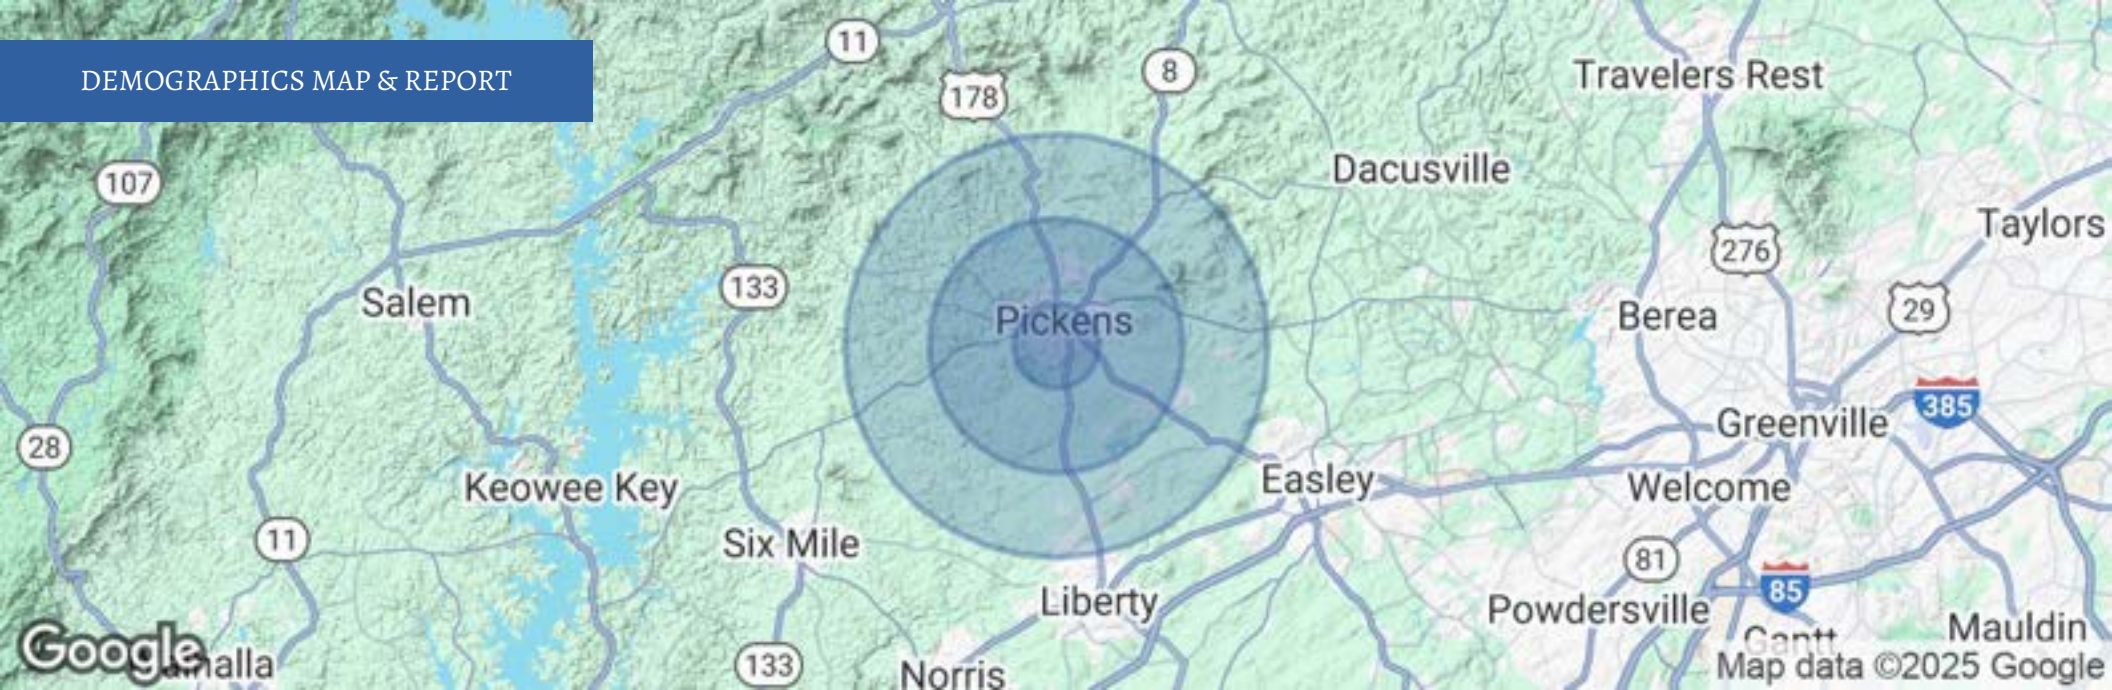 DEMOGRAPHICS MAP & REPORT
11
178
8
Travelers Rest
107
Dacusville
Taylors
276
133
Salem
29
Pickens
Berea
385
28
Greenville
Easley
Keowee Key
Welcome
11
Six Mile
81
85
Liberty
Powdersville
Mauldin
Gantt
Google
alhalla
133
Norris
Map data ©2025 Google